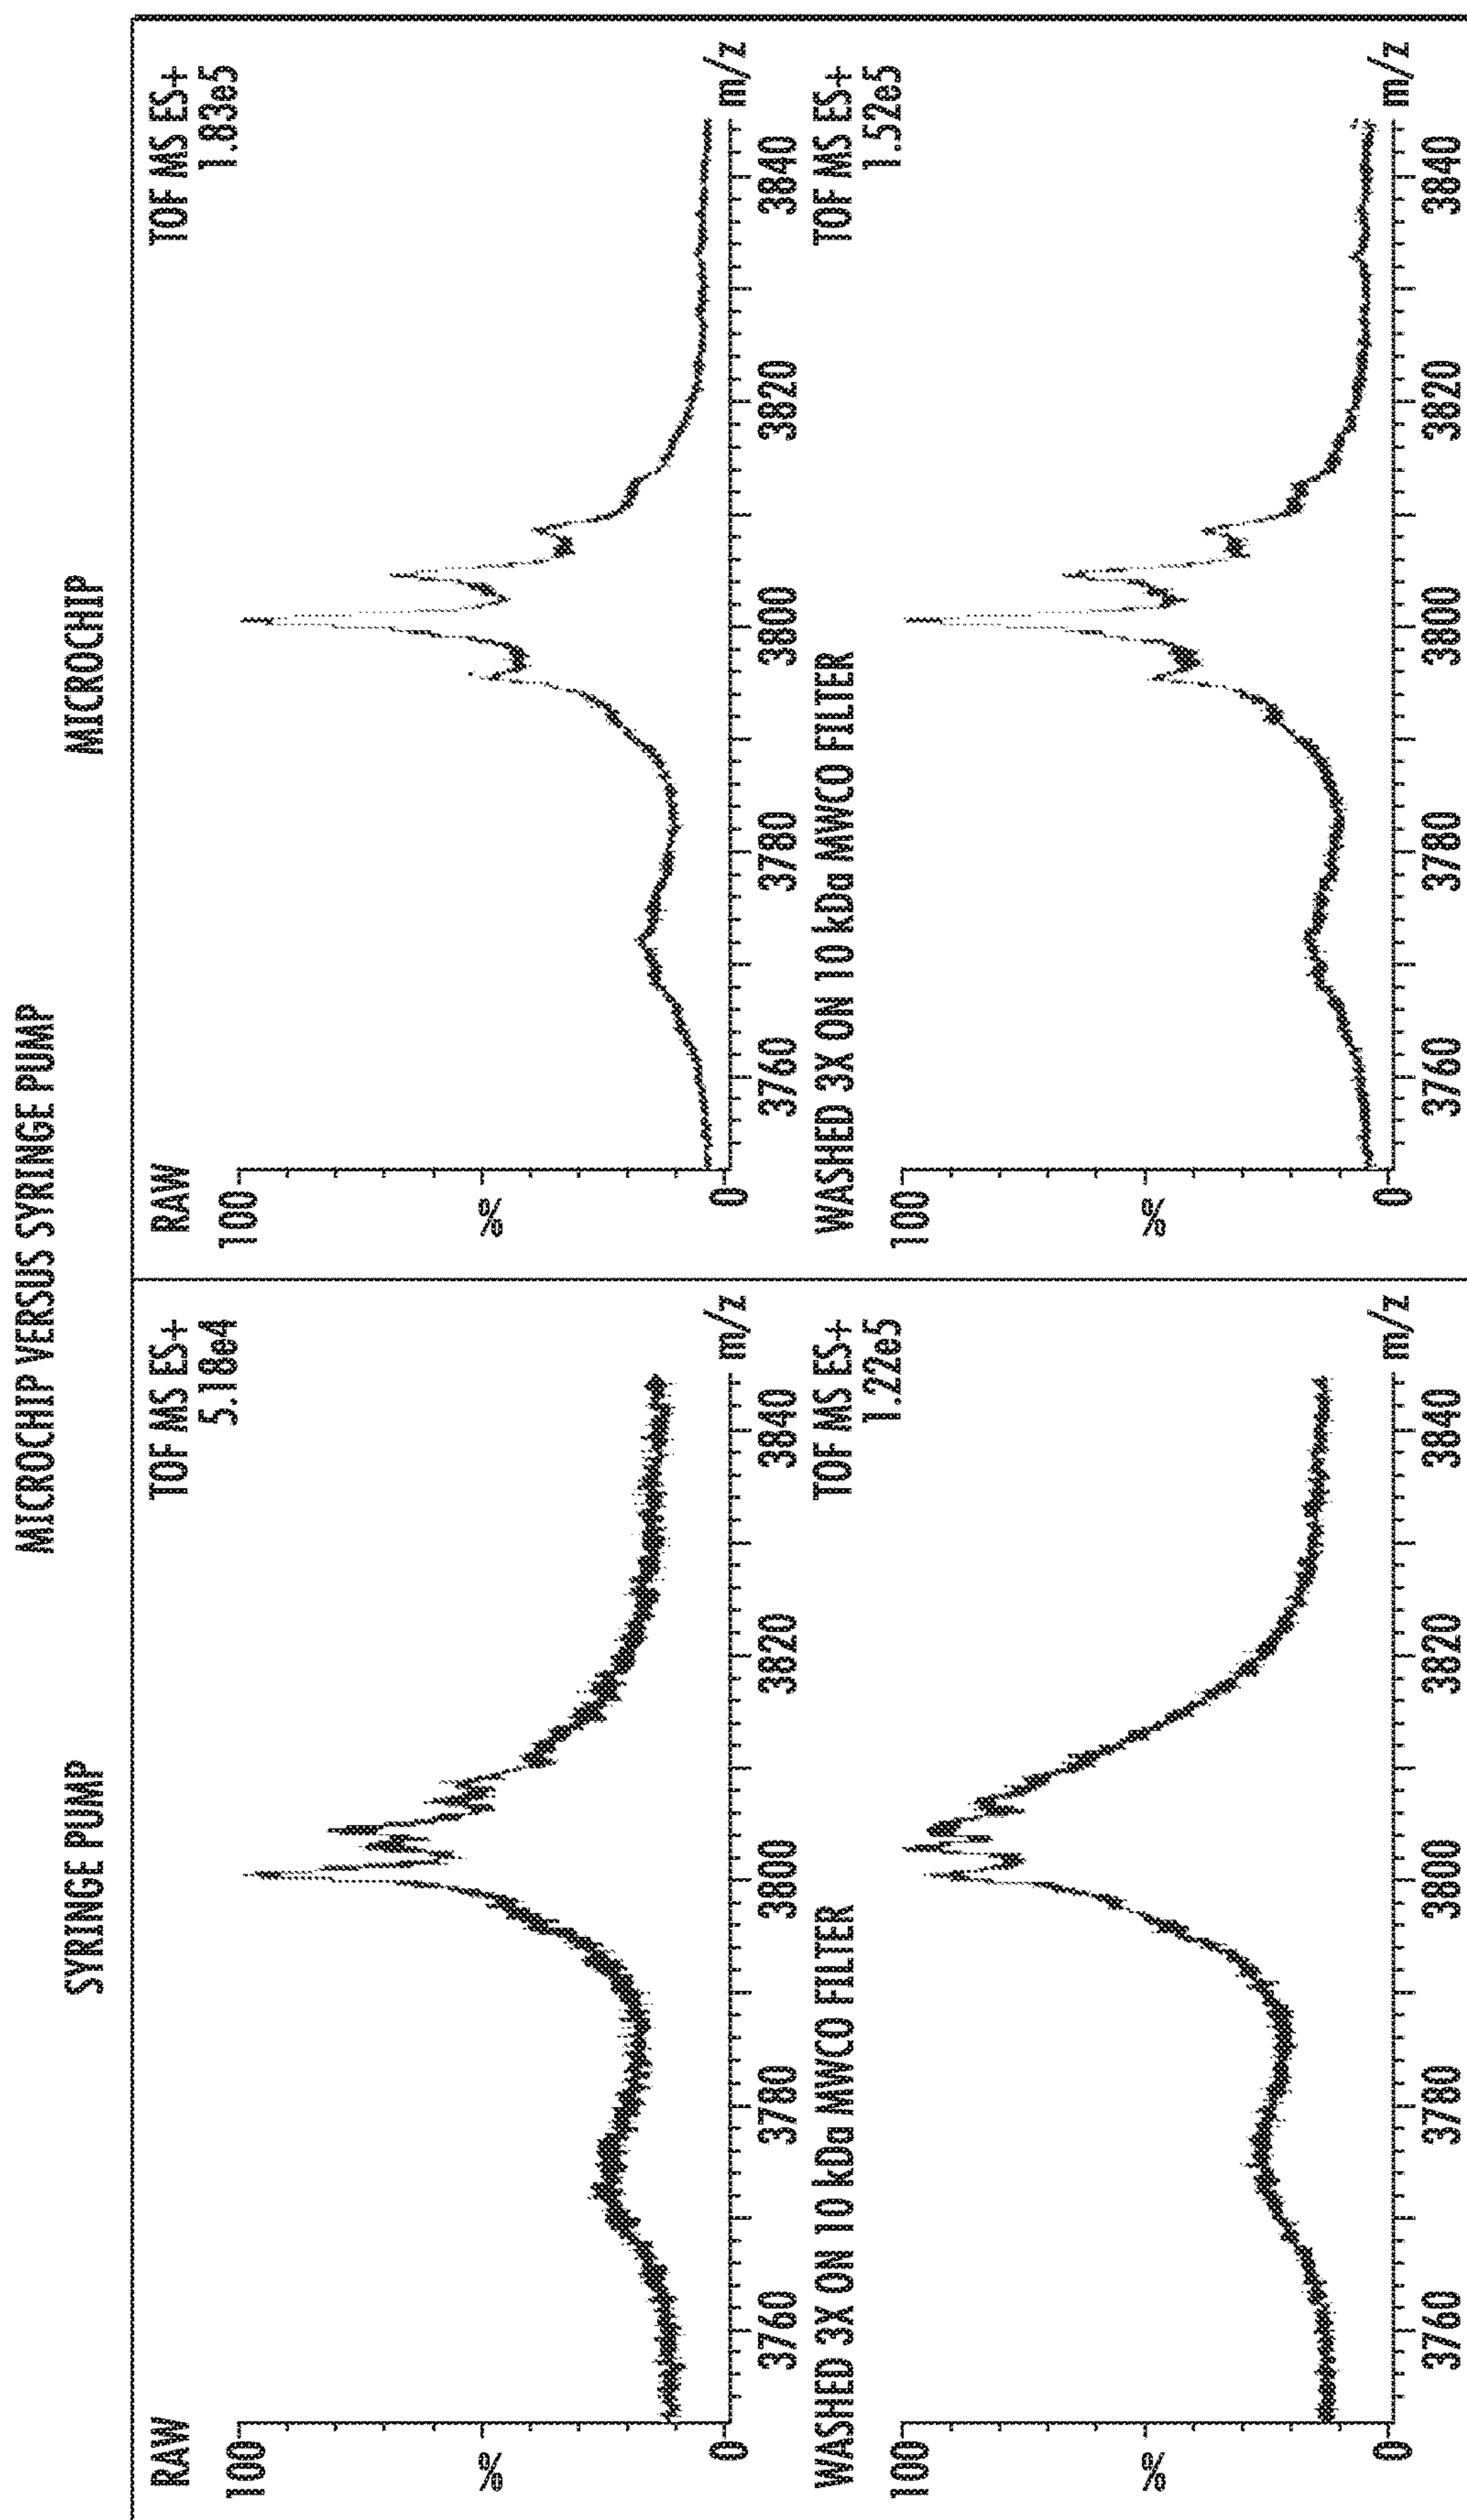 MICROCHIP VERSUS SYRINGE PUMP
SYRINGE PUMP
MICROCHIP
RAW
TOF MS ES+
5.18e4
100
%
0
3760
3780
3800
3820
3840
m/z
RAW
TOF MS ES+
1.83e5
100
%
0
3760
3780
3800
3820
3840
m/z
WASHED 3X ON 10 kDa MWCO FILTER
TOF MS ES+
1.22e5
100
%
0
3760
3780
3800
3820
3840
m/z
WASHED 3X ON 10 kDa MWCO FILTER
TOF MS ES+
1.52e5
100
%
0
3760
3780
3800
3820
3840
m/z